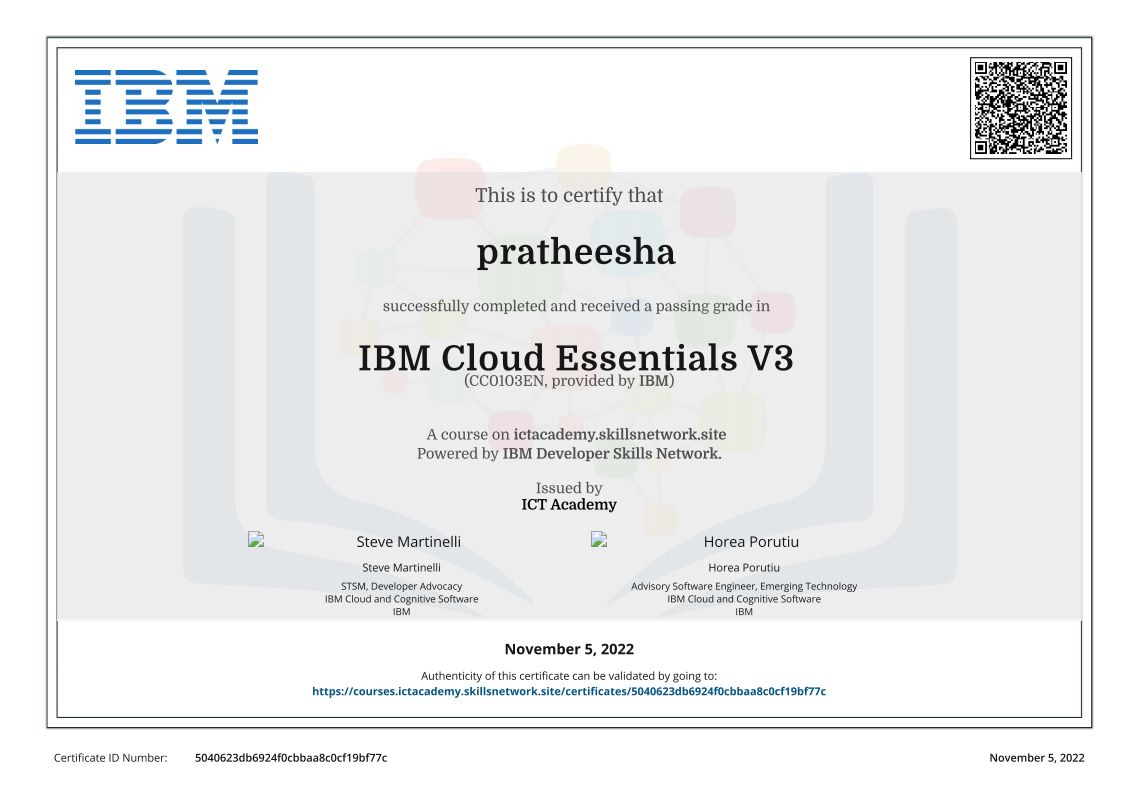 IBM
This is to certify that
pratheesha
successfully completed and received a passing grade in
IBM Cloud Essentials V3
(CC0103EN, provided by IBM)
A course on ictacademy.skillsnetwork.site
Powered by IBM Developer Skills Network.
Issued by
ICT Academy
Steve Martinelli
Steve Martinelli
STSM, Developer Advocacy
IBM Cloud and Cognitive Software
IBM
Horea Porutiu
Horea Porutiu
Advisory Software Engineer, Emerging Technology
IBM Cloud and Cognitive Software
IBM
November 5, 2022
Authenticity of this certificate can be validated by going to:
https://courses.ictacademy.skillsnetwork.site/certificates/5040623db6924f0cbbaa8c0cf19bf77c
Certificate ID Number: 5040623db6924f0cbbaa8c0cf19bf77c
November 5, 2022